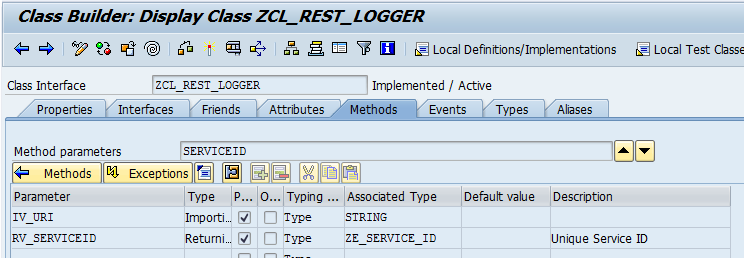 Class Builder: Display Class ZCL_REST_LOGGER
Local Definitions/Implementations Local Test Classe
Class Interface ZCL_REST_LOGGER Implemented / Active
Properties Interfaces Friends Attributes Methods Events Types Aliases
Method parameters SERVICEID
Methods Exceptions
Parameter Type P... O... Typing ... Associated Type Default value Description
IV_URI Importi... Type STRING
RV_SERVICEID Returni... Type ZE_SERVICE_ID Unique Service ID